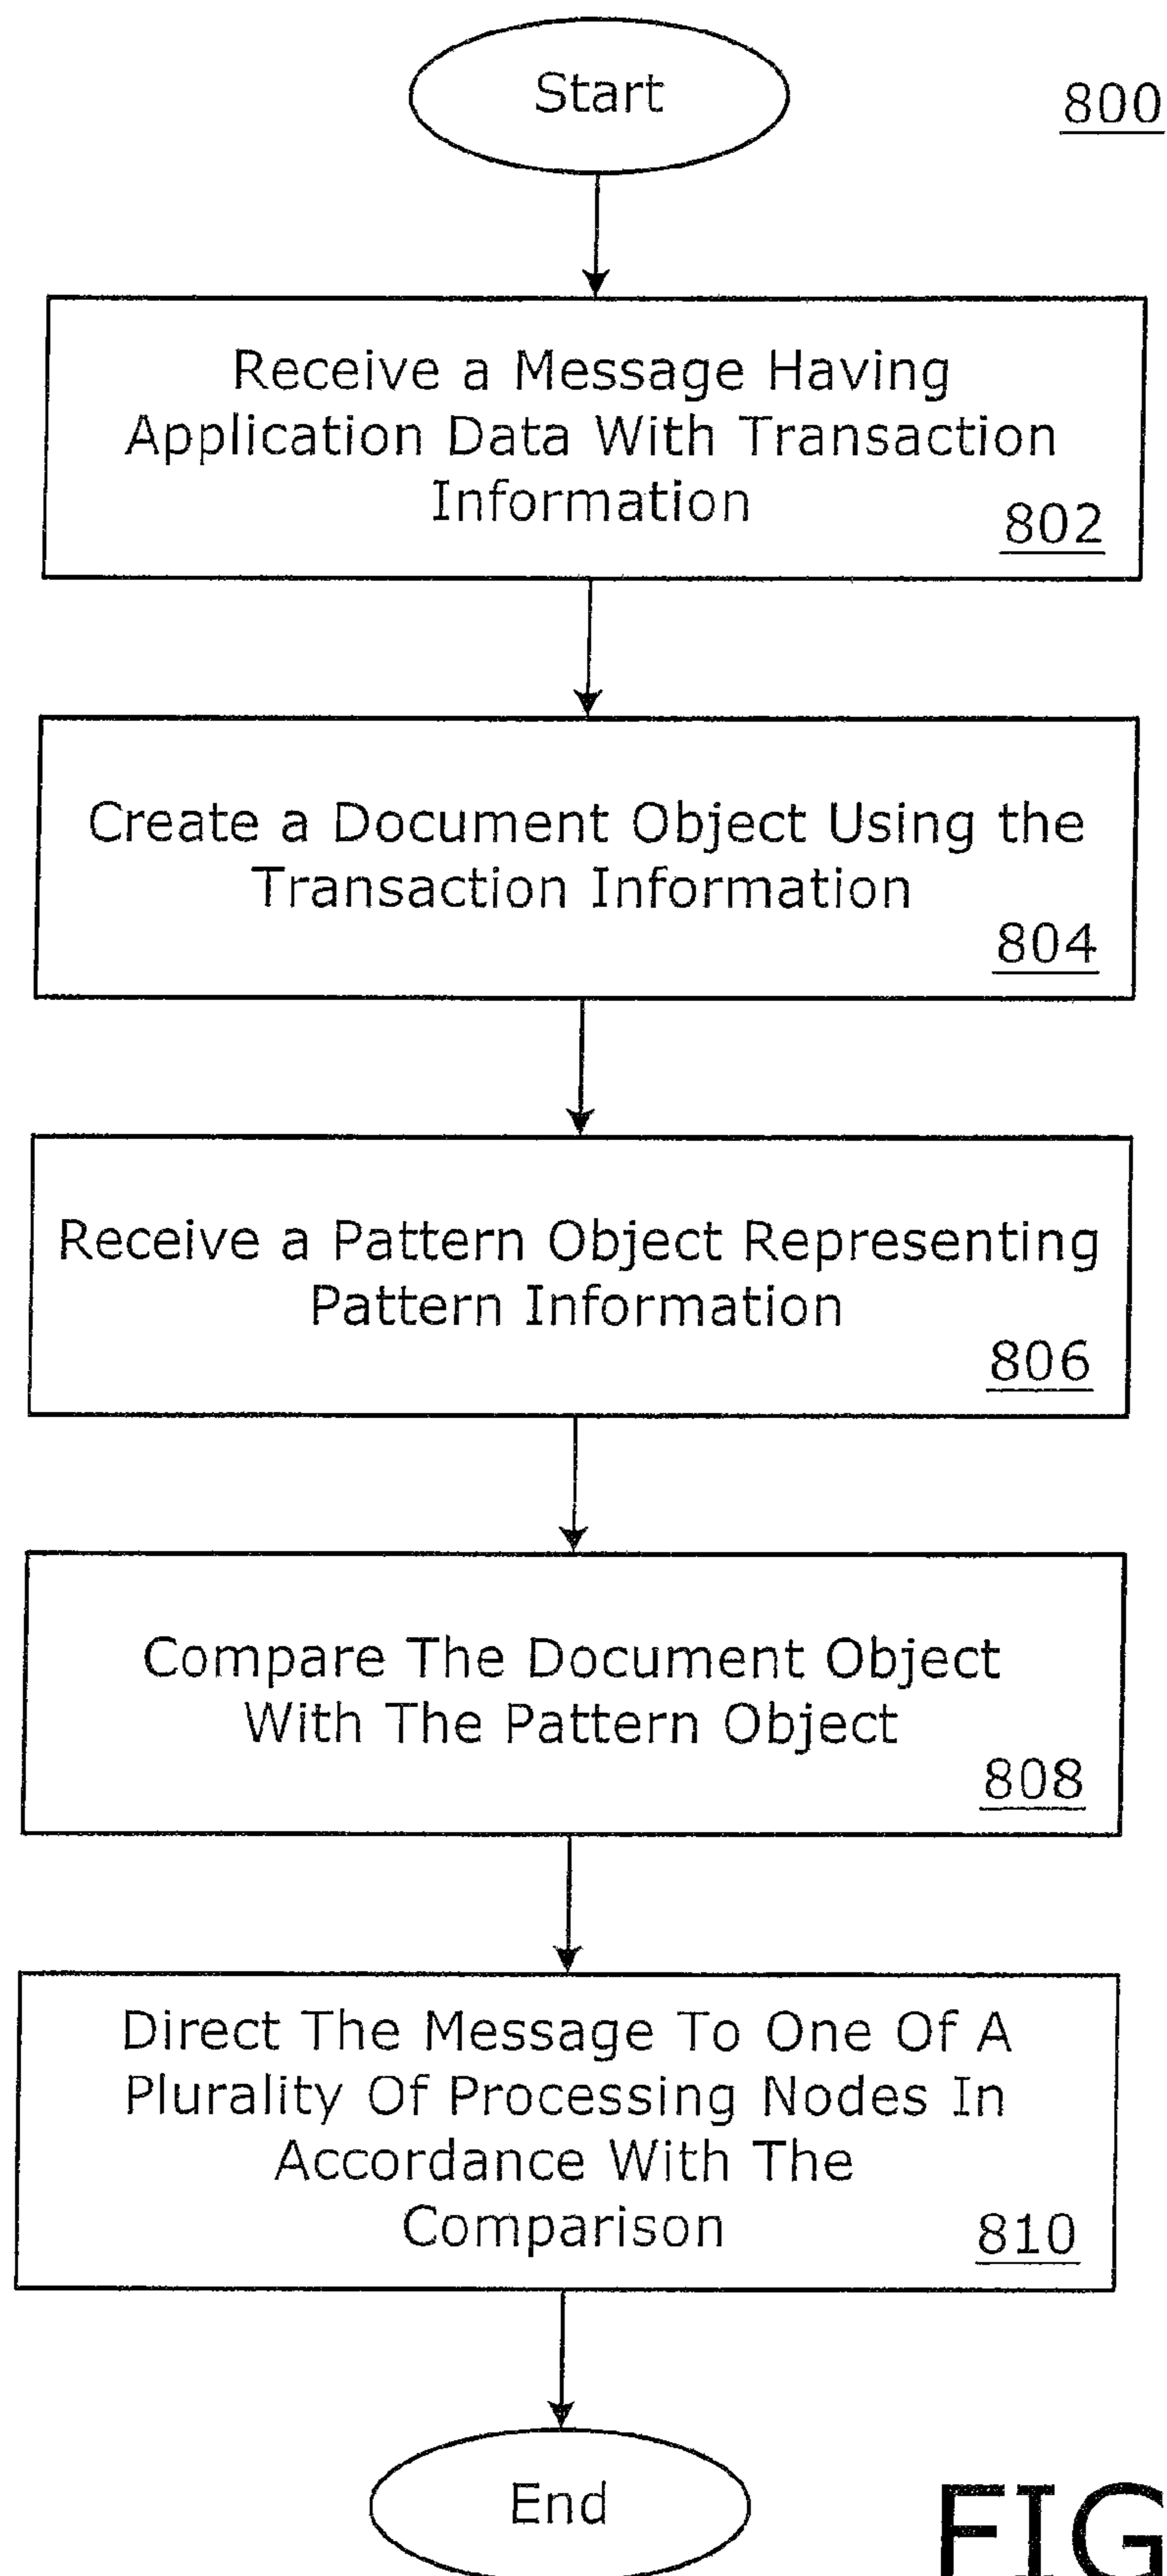 Start
800
Receive a Message Having
Application Data With Transaction
Information
802
Create a Document Object Using the
Transaction Information
804
Receive a Pattern Object Representing
Pattern Information
806
Compare The Document Object
With The Pattern Object
808
Direct The Message To One Of A
Plurality Of Processing Nodes In
Accordance With The
Comparison
810
End
FIG